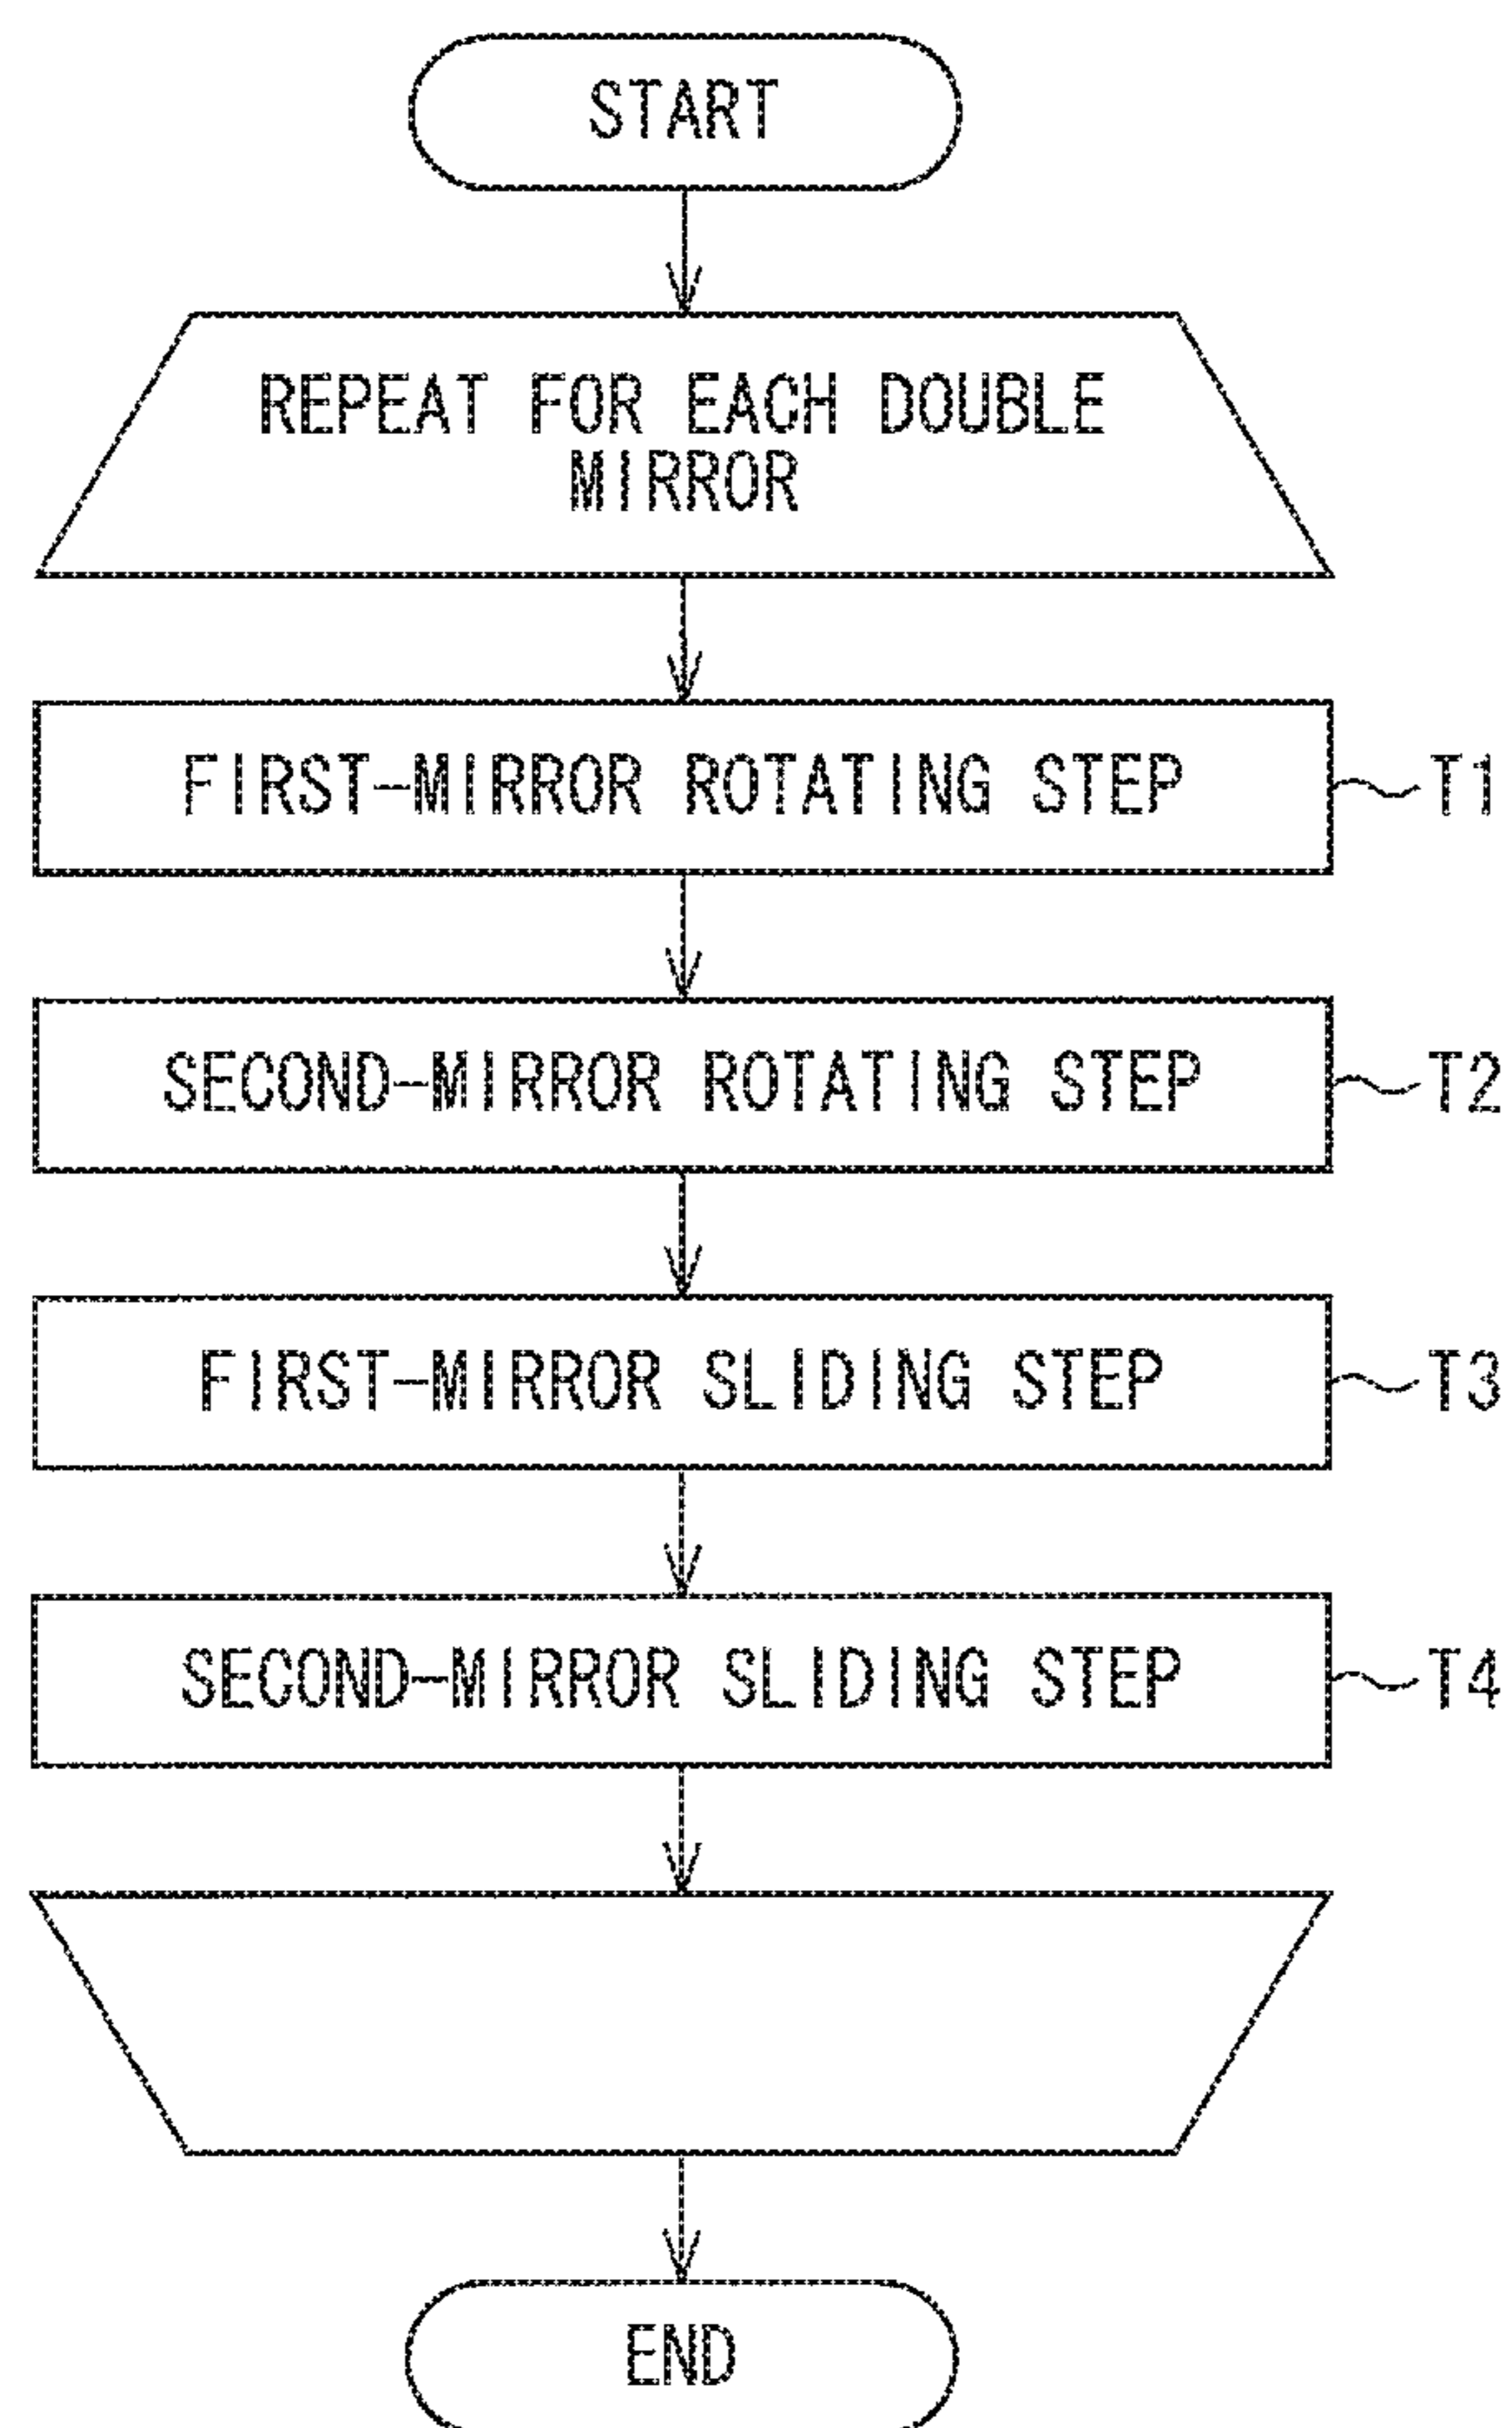 START
REPEAT FOR EACH DOUBLE
MIRROR
FIRST-MIRROR ROTATING STEP T1
SECOND-MIRROR ROTATING STEP T2
FIRST-MIRROR SLIDING STEP T3
SECOND-MIRROR SLIDING STEP T4
END